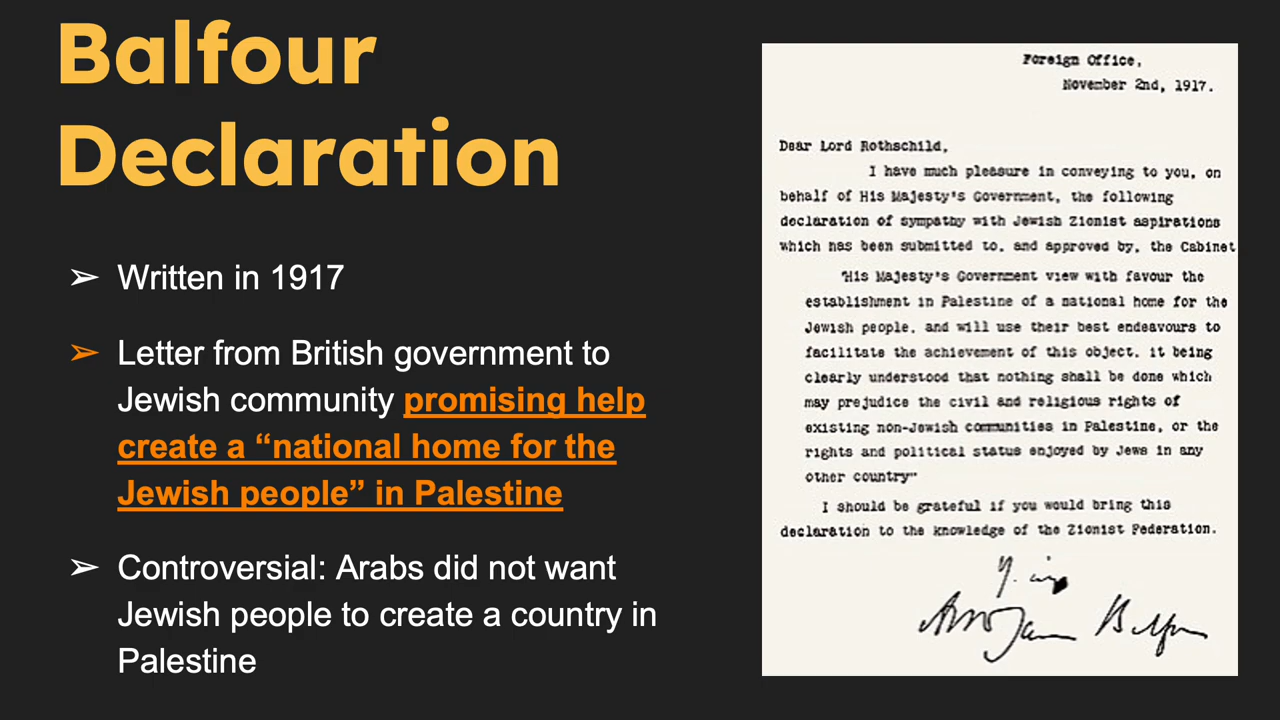 Balfour
Declaration
➢ Written in 1917
➢ Letter from British government to
Jewish community promising help
create a “national home for the
Jewish people” in Palestine
➢ Controversial: Arabs did not want
Jewish people to create a country in
Palestine
Foreign Office,
November 2nd, 1917.
Dear Lord Rothschild,
I have much pleasure in conveying to you, on
behalf of His Majesty's Government, the following
declaration of sympathy with Jewish Zionist aspirations
which has been submitted to, and approved by, the Cabinet
"His Majesty's Government view with favour the
establishment in Palestine of a national home for the
Jewish people, and will use their best endeavours to
facilitate the achievement of this object, it being
clearly understood that nothing shall be done which
may prejudice the civil and religious rights of
existing non-Jewish communities in Palestine, or the
rights and political status enjoyed by Jews in any
other country"
I should be grateful if you would bring this
declaration to the knowledge of the Zionist Federation.
Balfour